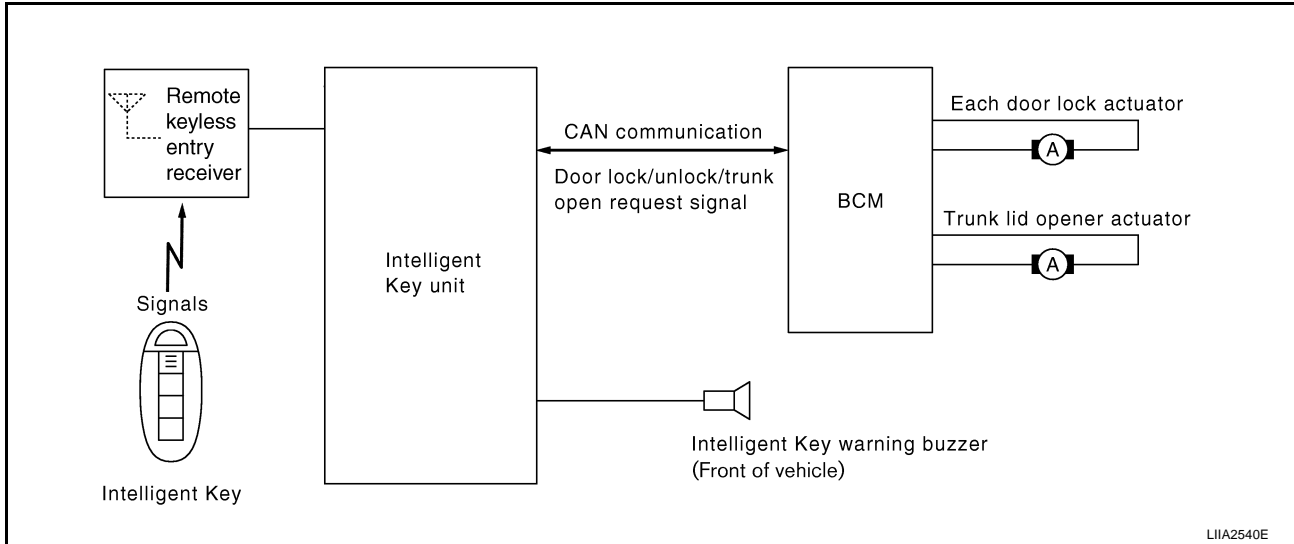 Remote
keyless
entry
receiver
Signals
Intelligent Key
Intelligent
Key unit
CAN communication
Door lock/unlock/trunk
open request signal
BCM
Each door lock actuator
A
Trunk lid opener actuator
A
Intelligent Key warning buzzer
(Front of vehicle)
LIIA2540E